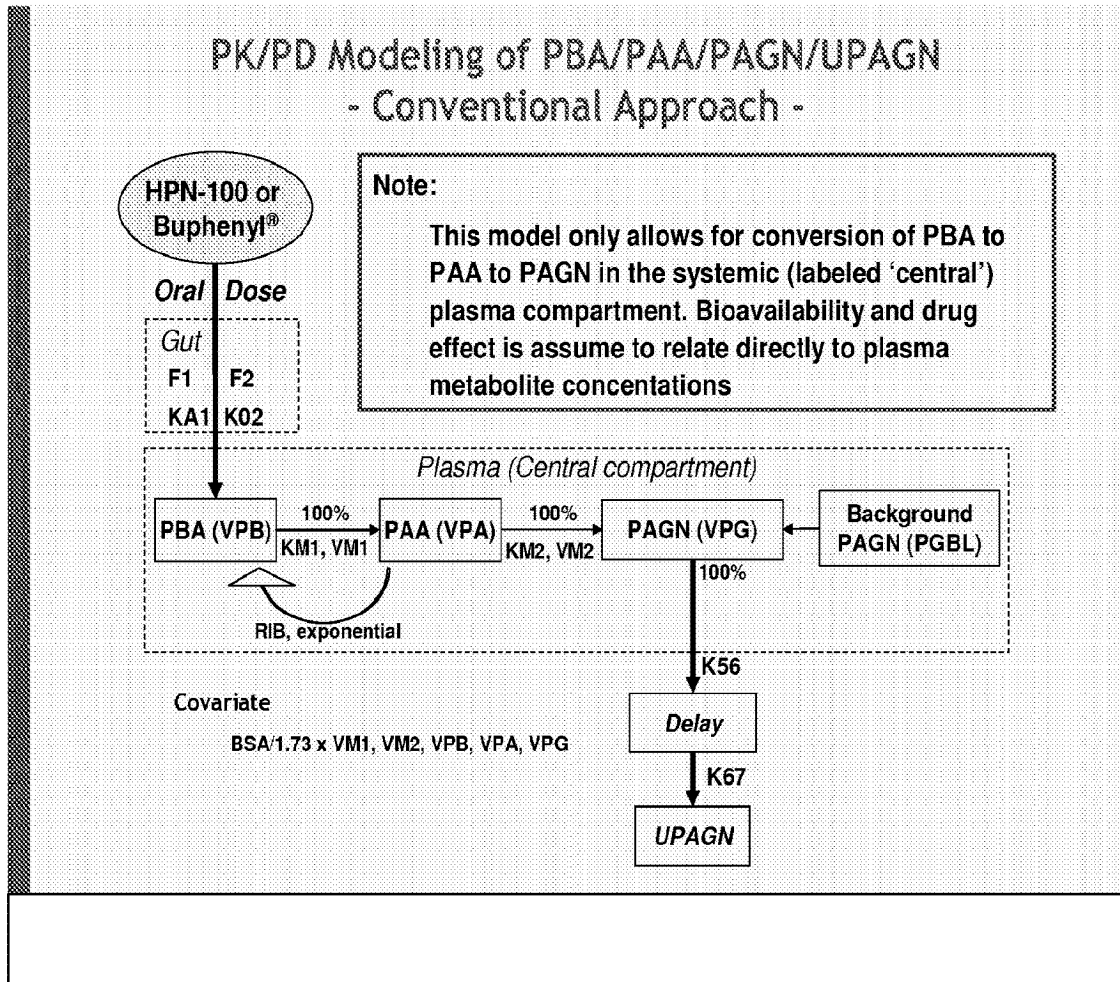 PK/PD Modeling of PBA/PAA/PAGN/UPAGN
- Conventional Approach -
HPN-100 or
Buphenyl®
Note:
This model only allows for conversion of PBA to
PAA to PAGN in the systemic (labeled 'central')
plasma compartment. Bioavailability and drug
effect is assume to relate directly to plasma
metabolite concentations
Oral Dose
Gut
F1 F2
KA1 K02
Plasma (Central compartment)
PBA (VPB)
100%
KM1, VM1
PAA (VPA)
100%
KM2, VM2
PAGN (VPG)
Background
PAGN (PGBL)
100%
RIB, exponential
K56
Covariate
BSA/1.73 x VM1, VM2, VPB, VPA, VPG
Delay
K67
UPAGN